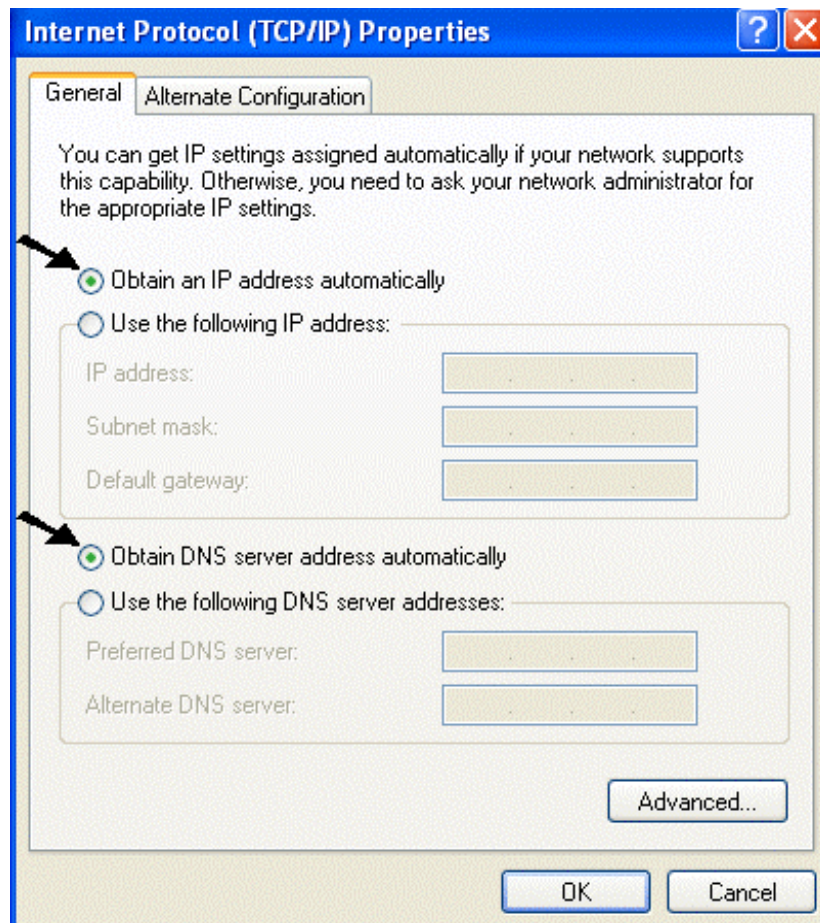 Internet Protocol (TCP/IP) Properties
General
Alternate Configuration
You can get IP settings assigned automatically if your network supports
this capability. Otherwise, you need to ask your network administrator for
the appropriate IP settings.
Obtain an IP address automatically
Use the following IP address:
IP address:
Subnet mask:
Default gateway:
Obtain DNS server address automatically
Use the following DNS server addresses:
Preferred DNS server:
Alternate DNS server:
Advanced...
OK
Cancel